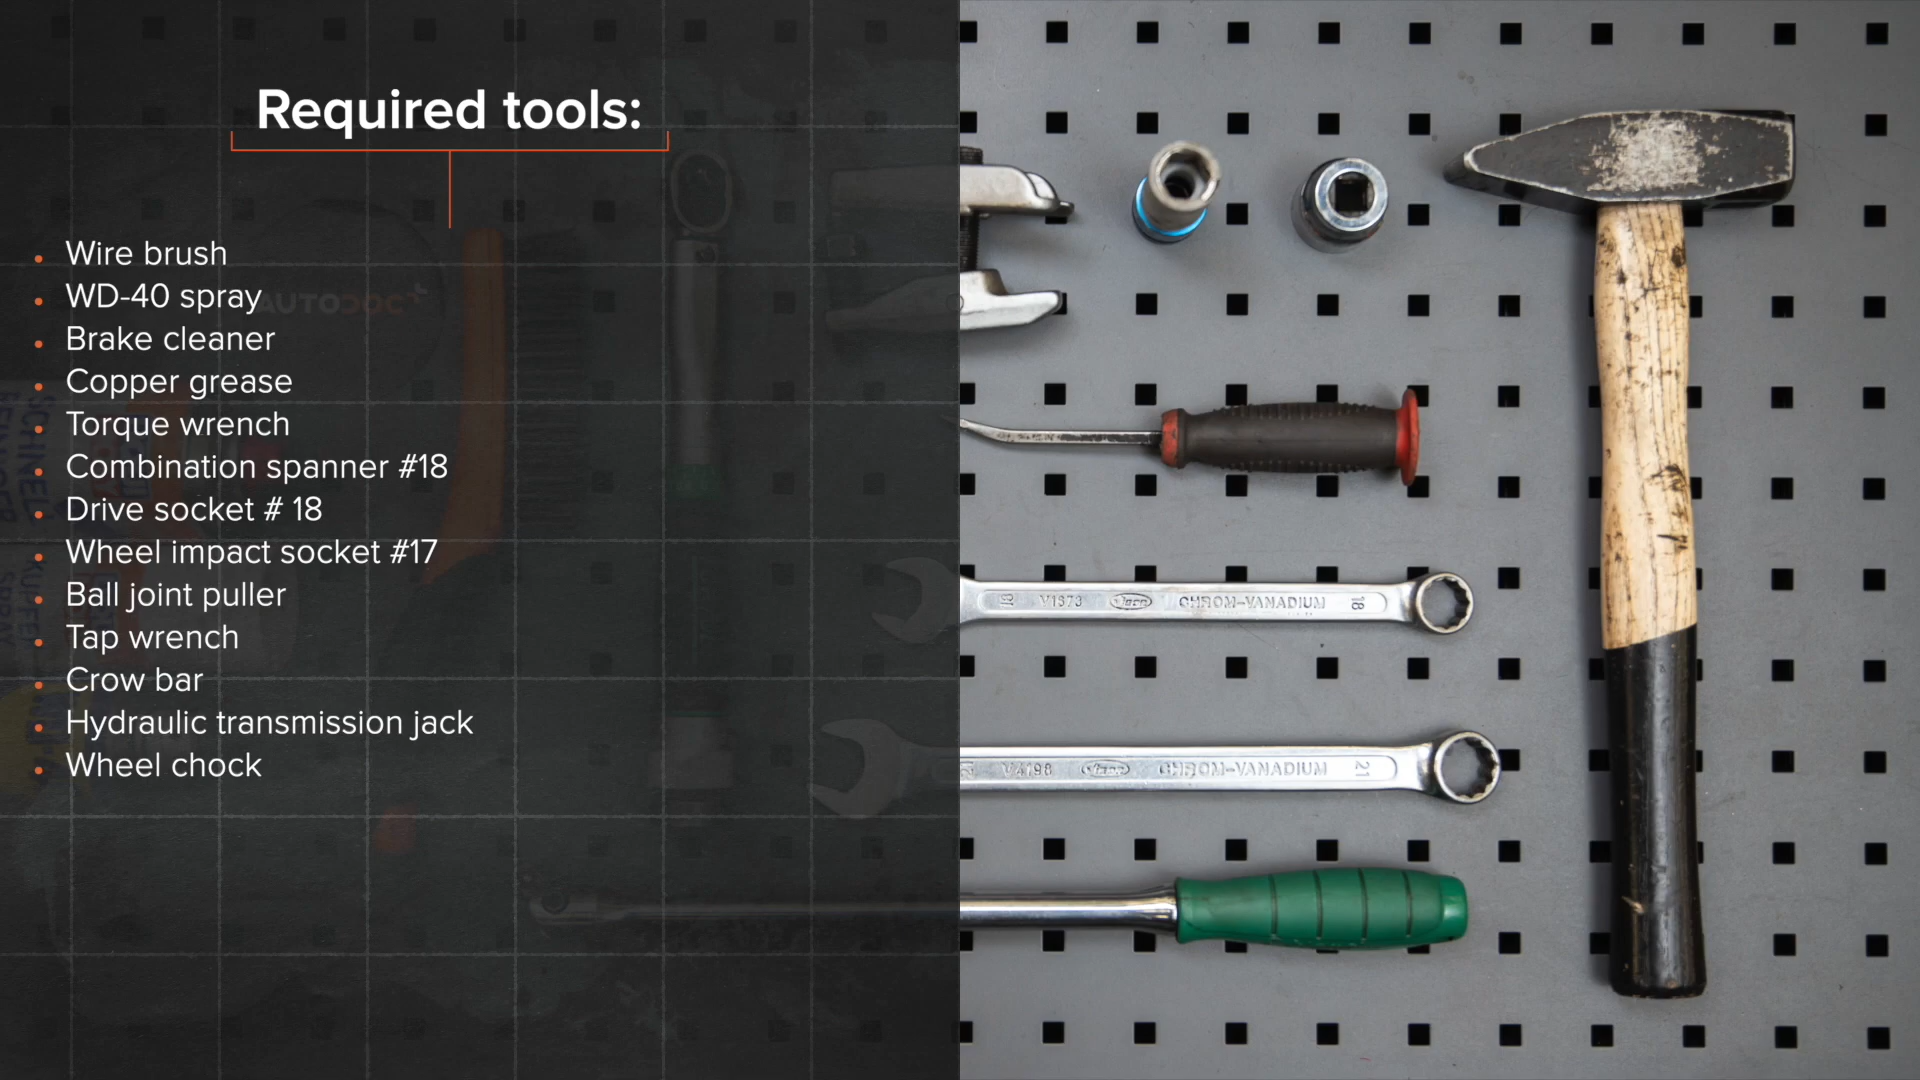 Required tools:
Wire brush
WD-40 spray
Brake cleaner
Copper grease
Torque wrench
Combination spanner #18
Drive socket # 18
Wheel impact socket #17
Ball joint puller
Tap wrench
Crow bar
Hydraulic transmission jack
Wheel chock
AUTODOC
18 CHROM-VANADIUM 18
CHROM-VANADIUM 21